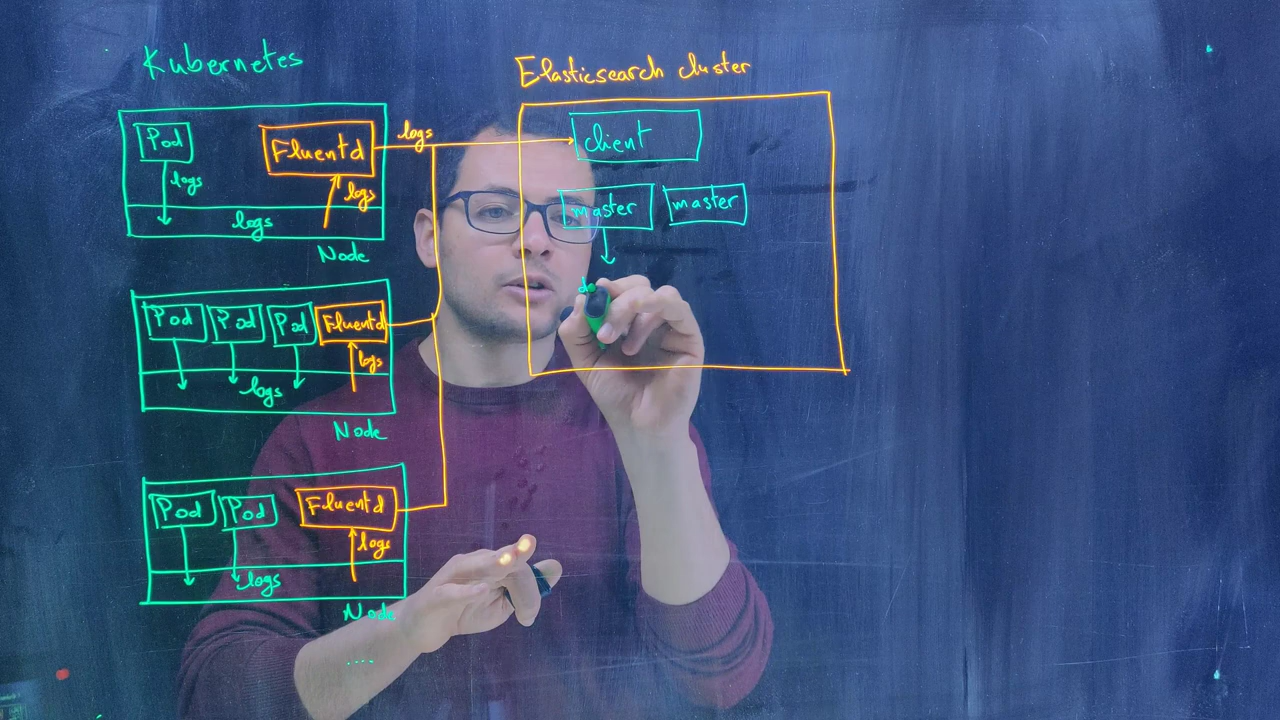 Kubernetes
Pod
Fluentd
logs
logs
logs
logs
Node
Pod Pod Pod Fluentd
logs
logs
Node
Pod Pod Fluentd
logs
logs
Node
....
Elasticsearch cluster
client
master master